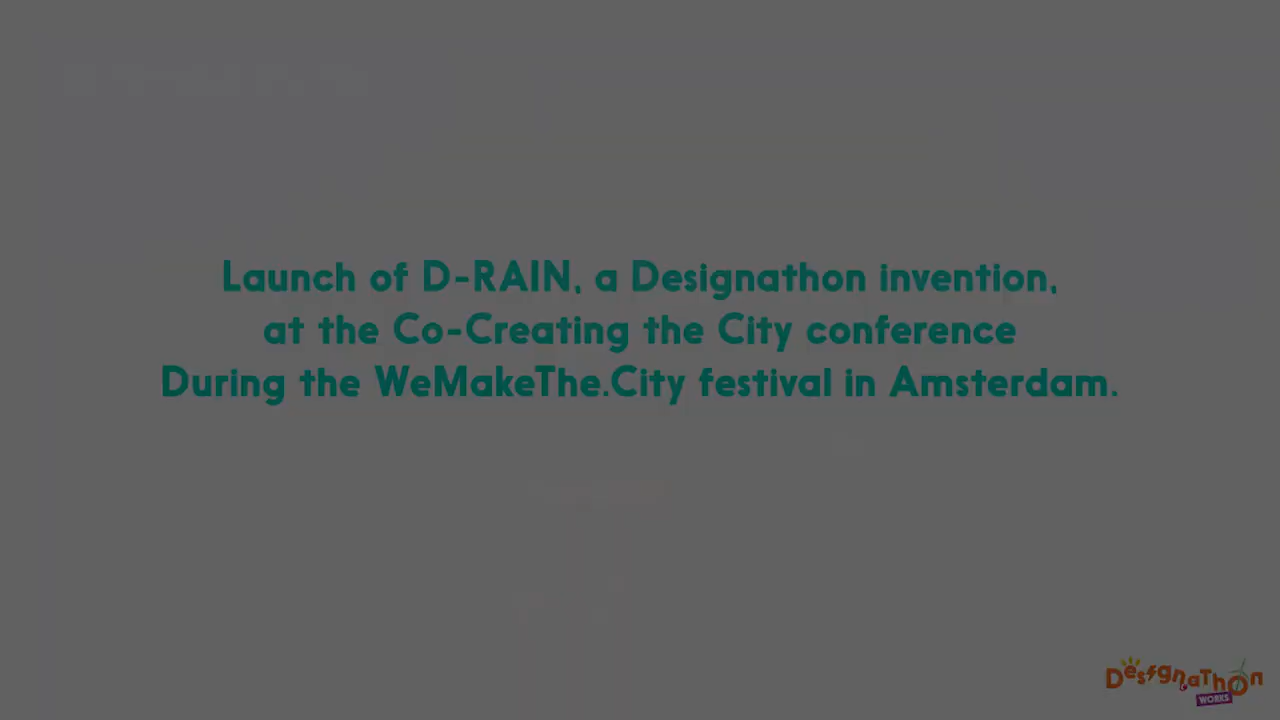 Launch of D-RAIN, a Designathon invention,
at the Co-Creating the City conference
During the WeMakeThe.City festival in Amsterdam.
Designathon
WORKS